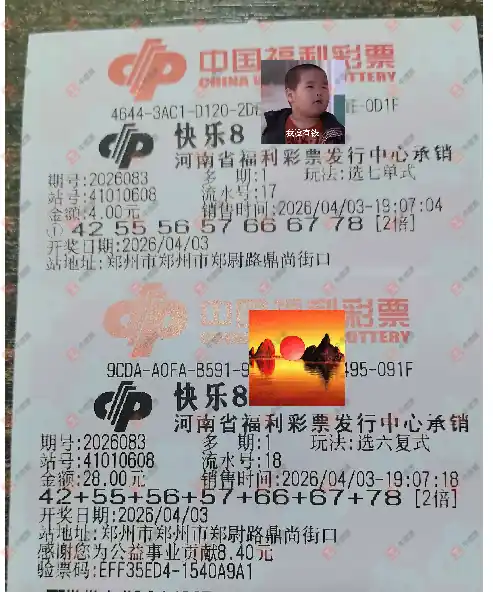 中国福利彩票
CHINA LOTTERY
4644-3AC1-D120-2DE E-0D1F
我没有钱
快乐8
河南省福利彩票发行中心承销
期号:2026083 多 期:1 玩法:选七单式
站号:41010608 流水号:17
金额:4.00元 销售时间:2026/04/03-19:07:04
① 42 55 56 57 66 67 78 [2倍]
开奖日期:2026/04/03
站地址:郑州市郑州市郑尉路鼎尚街口
中国 彩票
LOTTERY
9CDA-A0FA-B591-9 495-091F
快乐8
河南省福利彩票发行中心承销
期号:2026083 多 期:1 玩法:选六复式
站号:41010608 流水号:18
金额:28.00元 销售时间:2026/04/03-19:07:18
42+55+56+57+66+67+78 [2倍]
开奖日期:2026/04/03
站地址:郑州市郑州市郑尉路鼎尚街口
感谢您为公益事业贡献8.40元
验票码:EFF35ED4-1540A9A1